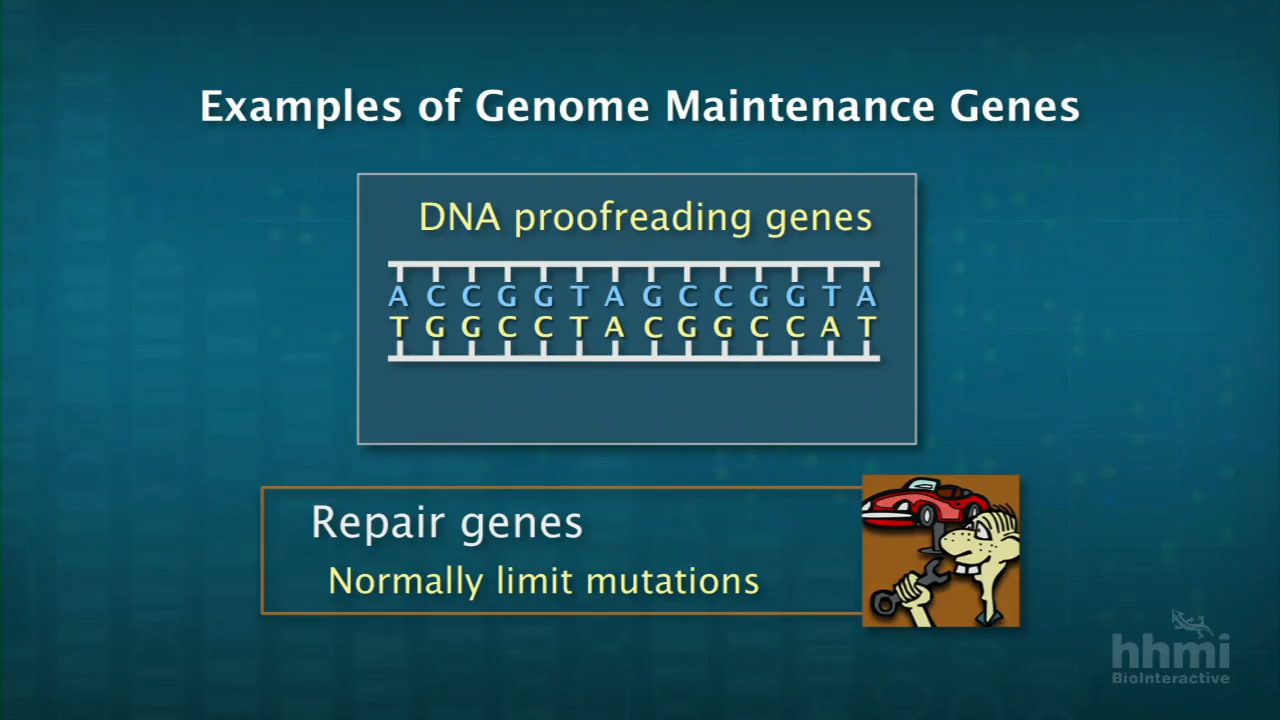 Examples of Genome Maintenance Genes
DNA proofreading genes
A C C G G T A G C C G G T A
T G G C C T A C G G C C A T
Repair genes
Normally limit mutations
hhmi
BioInteractive